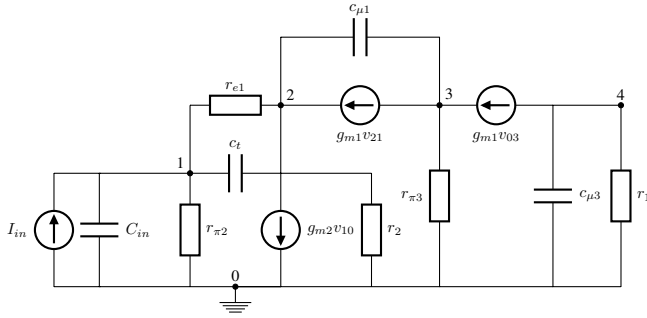 c_{μ1}
r_{e1}
2
3
4
g_{m1}v_{21}
g_{m1}v_{03}
1
c_t
r_{π3}
c_{μ3}
r_1
I_{in}
C_{in}
r_{π2}
g_{m2}v_{10}
r_2
0